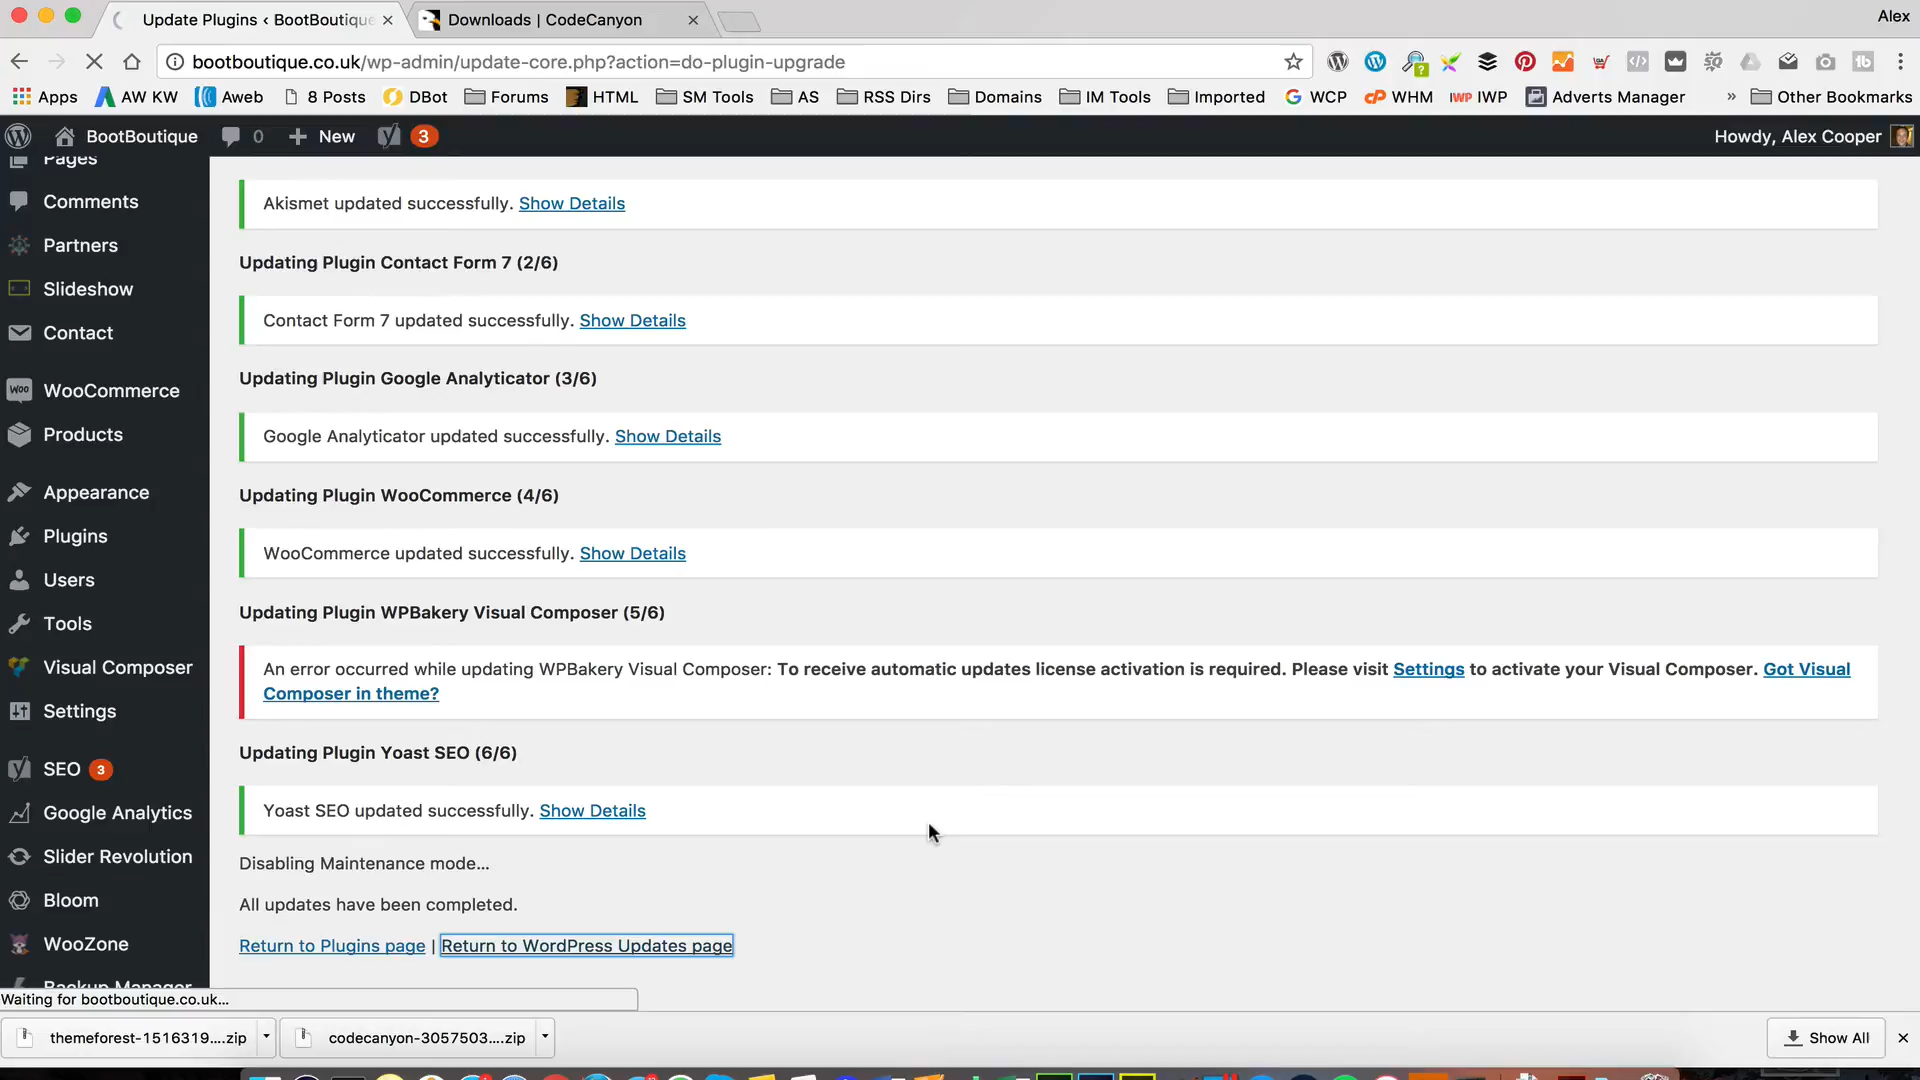 Update Plugins ‹ BootBoutique
Downloads | CodeCanyon
Alex
bootboutique.co.uk/wp-admin/update-core.php?action=do-plugin-upgrade
Apps
AW KW
Aweb
8 Posts
DBot
Forums
HTML
SM Tools
AS
RSS Dirs
Domains
IM Tools
Imported
WCP
WHM
IWP
Adverts Manager
»
Other Bookmarks
BootBoutique
0
New
3
Howdy, Alex Cooper
Pages
Comments
Partners
Slideshow
Contact
WooCommerce
Products
Appearance
Plugins
Users
Tools
Visual Composer
Settings
SEO 3
Google Analytics
Slider Revolution
Bloom
WooZone
Backup Manager
Akismet updated successfully. Show Details
Updating Plugin Contact Form 7 (2/6)
Contact Form 7 updated successfully. Show Details
Updating Plugin Google Analyticator (3/6)
Google Analyticator updated successfully. Show Details
Updating Plugin WooCommerce (4/6)
WooCommerce updated successfully. Show Details
Updating Plugin WPBakery Visual Composer (5/6)
An error occurred while updating WPBakery Visual Composer: To receive automatic updates license activation is required. Please visit Settings to activate your Visual Composer. Got Visual
Composer in theme?
Updating Plugin Yoast SEO (6/6)
Yoast SEO updated successfully. Show Details
Disabling Maintenance mode...
All updates have been completed.
Return to Plugins page | Return to WordPress Updates page
Waiting for bootboutique.co.uk...
themeforest-1516319....zip
codecanyon-3057503....zip
Show All